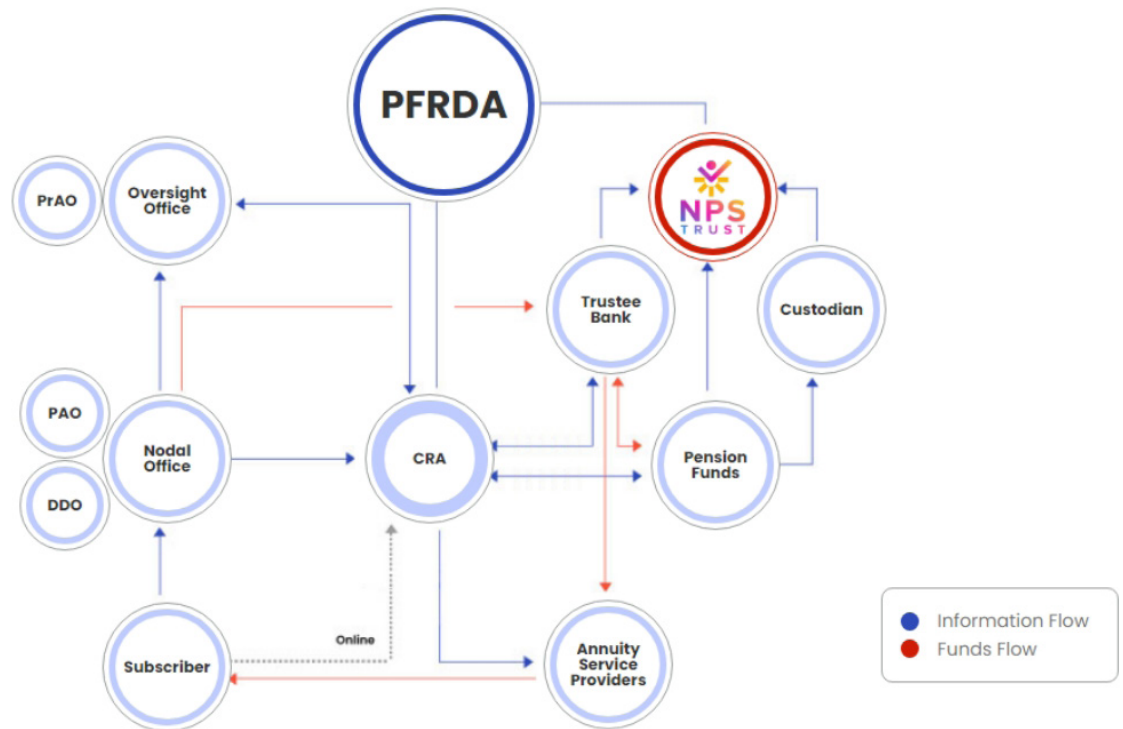 PFRDA
PrAO
Oversight
Office
NPS
TRUST
Trustee
Bank
Custodian
PAO
Nodal
Office
DDO
CRA
Pension
Funds
Online
Subscriber
Annuity
Service
Providers
Information Flow
Funds Flow